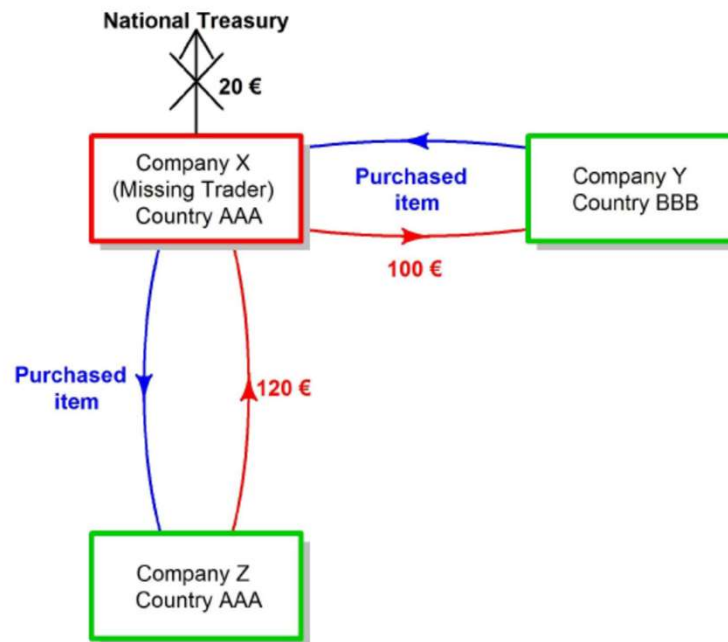 National Treasury
20 €
Company X
(Missing Trader)
Country AAA
Purchased
item
Company Y
Country BBB
100 €
Purchased
item
120 €
Company Z
Country AAA